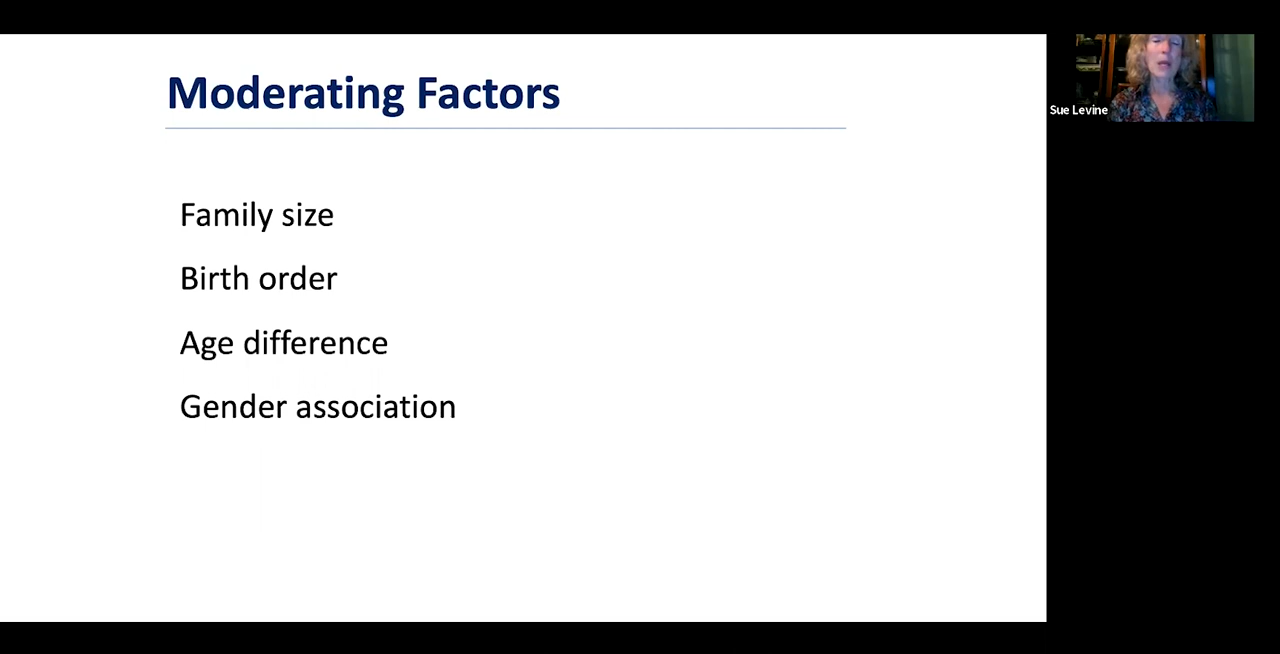 Moderating Factors
Sue Levine
Family size
Birth order
Age difference
Gender association